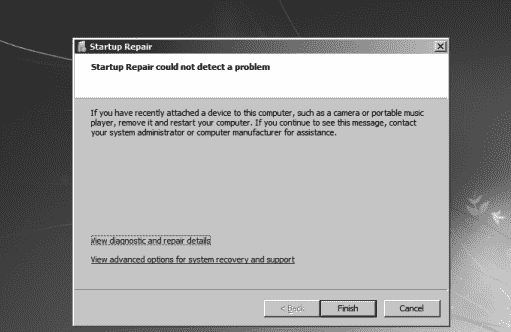 Startup Repair
Startup Repair could not detect a problem
If you have recently attached a device to this computer, such as a camera or portable music
player, remove it and restart your computer. If you continue to see this message, contact
your system administrator or computer manufacturer for assistance.
View diagnostic and repair details
View advanced options for system recovery and support
< Back Finish Cancel